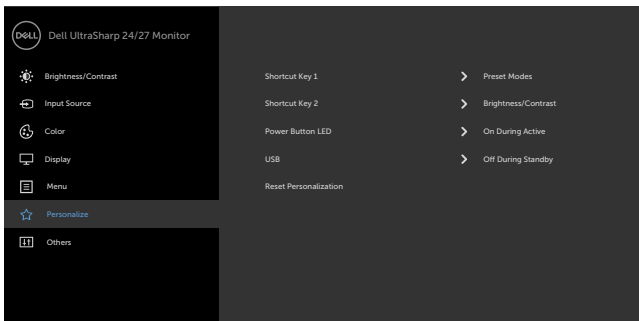 DELL Dell UltraSharp 24/27 Monitor
Brightness/Contrast Shortcut Key 1 Preset Modes
Input Source Shortcut Key 2 Brightness/Contrast
Color Power Button LED On During Active
Display USB Off During Standby
Menu Reset Personalization
Personalize
Others